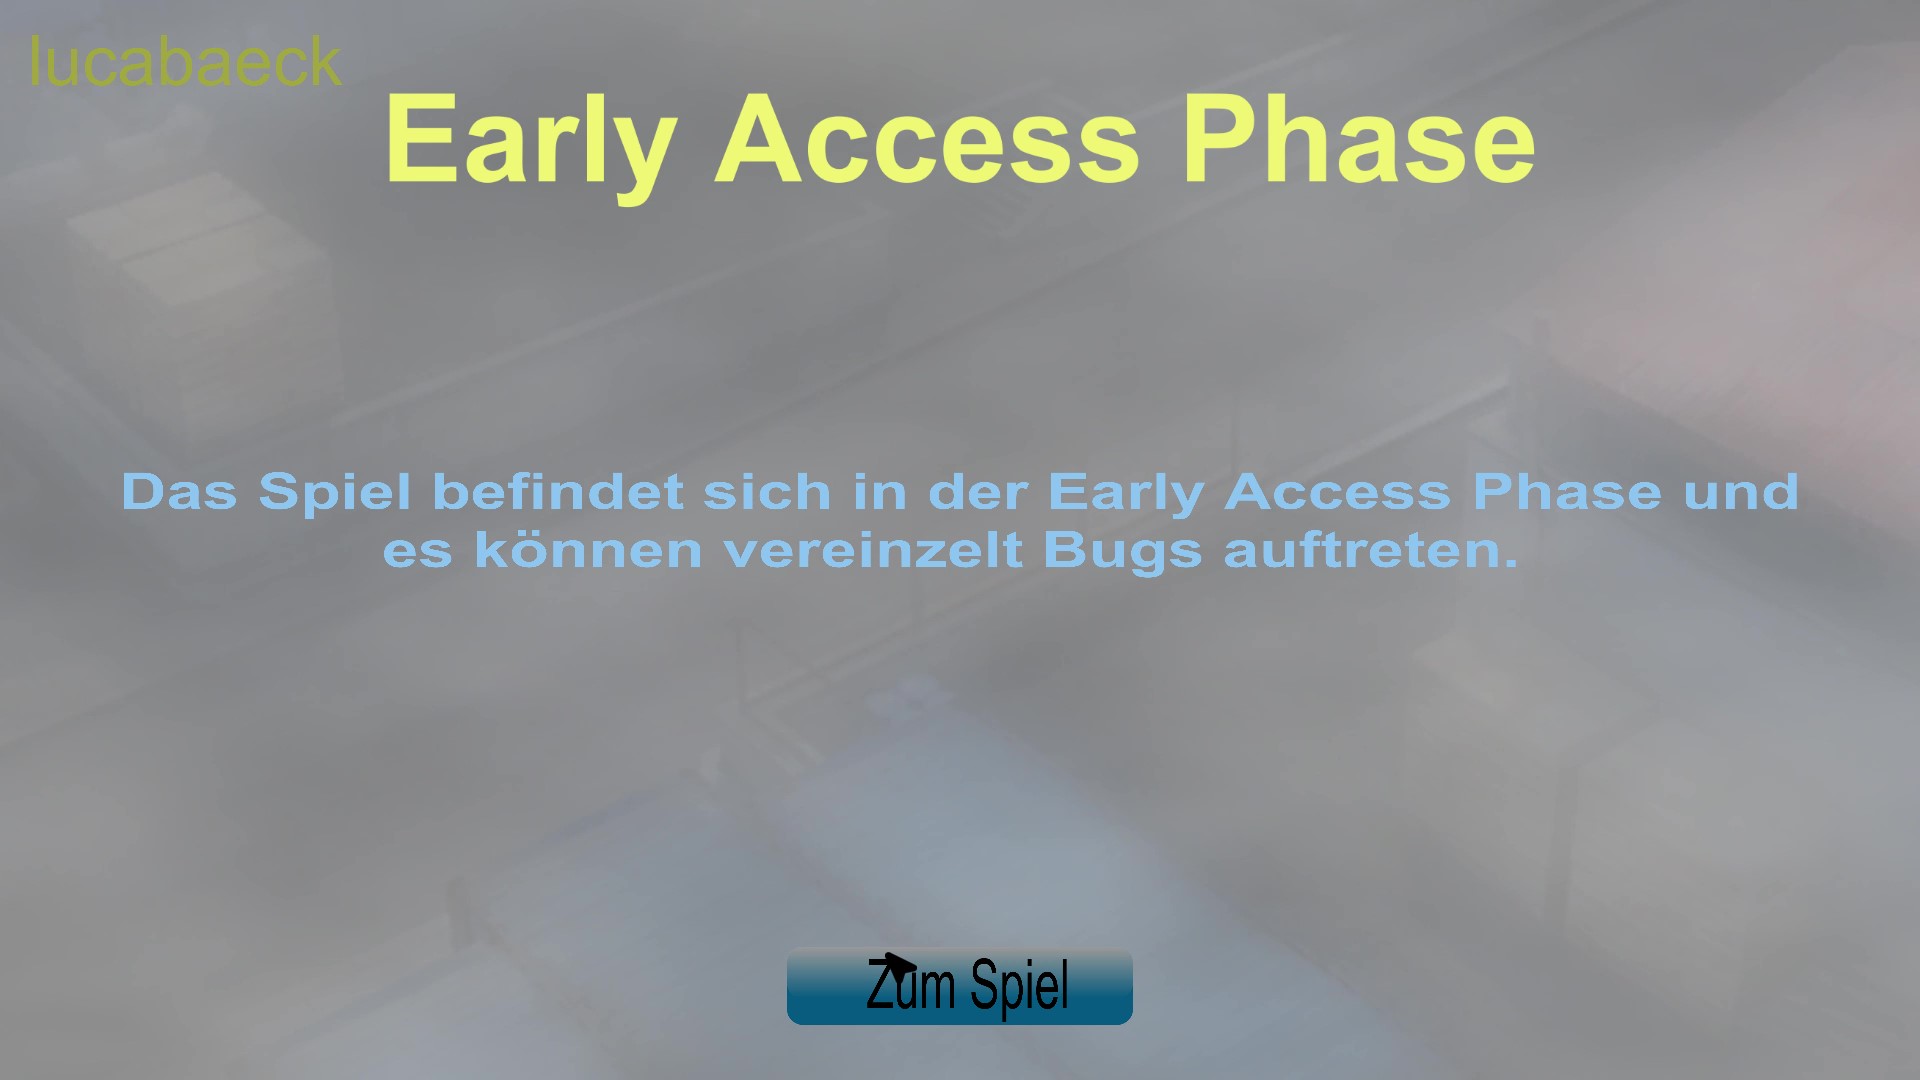 lucabaeck
Early Access Phase
Das Spiel befindet sich in der Early Access Phase und
es können vereinzelt Bugs auftreten.
Zum Spiel